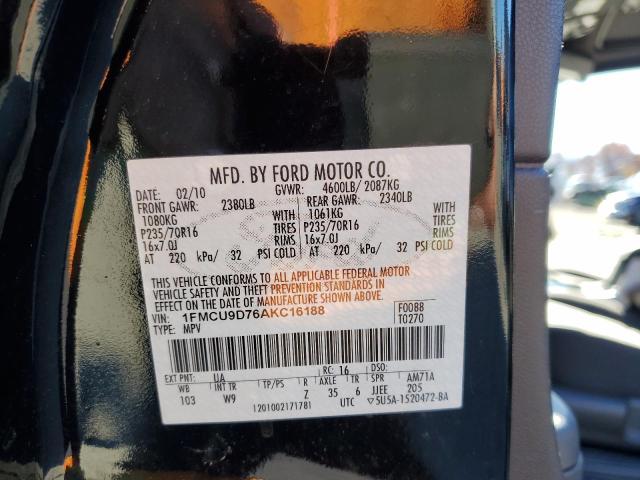 MFD. BY FORD MOTOR CO.
DATE: 02/10 GVWR: 4600LB/ 2087KG
FRONT GAWR: 2380LB REAR GAWR: 2340LB
1080KG WITH 1061KG WITH
P235/70R16 TIRES P235/70R16 TIRES
16x7.0J RIMS 16x7.0J RIMS
AT 220 kPa/ 32 PSI COLD AT 220 kPa/ 32 PSI COLD
THIS VEHICLE CONFORMS TO ALL APPLICABLE FEDERAL MOTOR
VEHICLE SAFETY AND THEFT PREVENTION STANDARDS IN
EFFECT ON THE DATE OF MANUFACTURE SHOWN ABOVE.
VIN: 1FMCU9D76AKC16188 F0088
TYPE: MPV T0270
EXT PNT: UA RC: 16 DSO:
WB INT TR TP/PS R AXLE TR SPR AM71A
103 W9 Z 35 6 JJEE 205
1201002171781 UTC ▽5U5A-1520472-BA